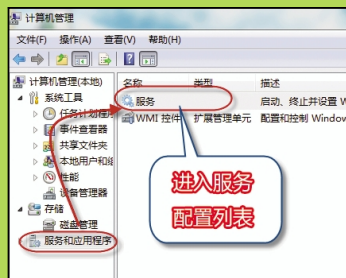 计算机管理
文件(F) 操作(A) 查看(V) 帮助(H)
计算机管理(本地)
系统工具
任务计划程序
事件查看器
共享文件夹
本地用户和组
性能
设备管理器
存储
磁盘管理
服务和应用程序
名称 类型 描述
服务 启动、终止并设置 W
WMI 控件 扩展管理单元 配置和控制 Window
进入服务
配置列表